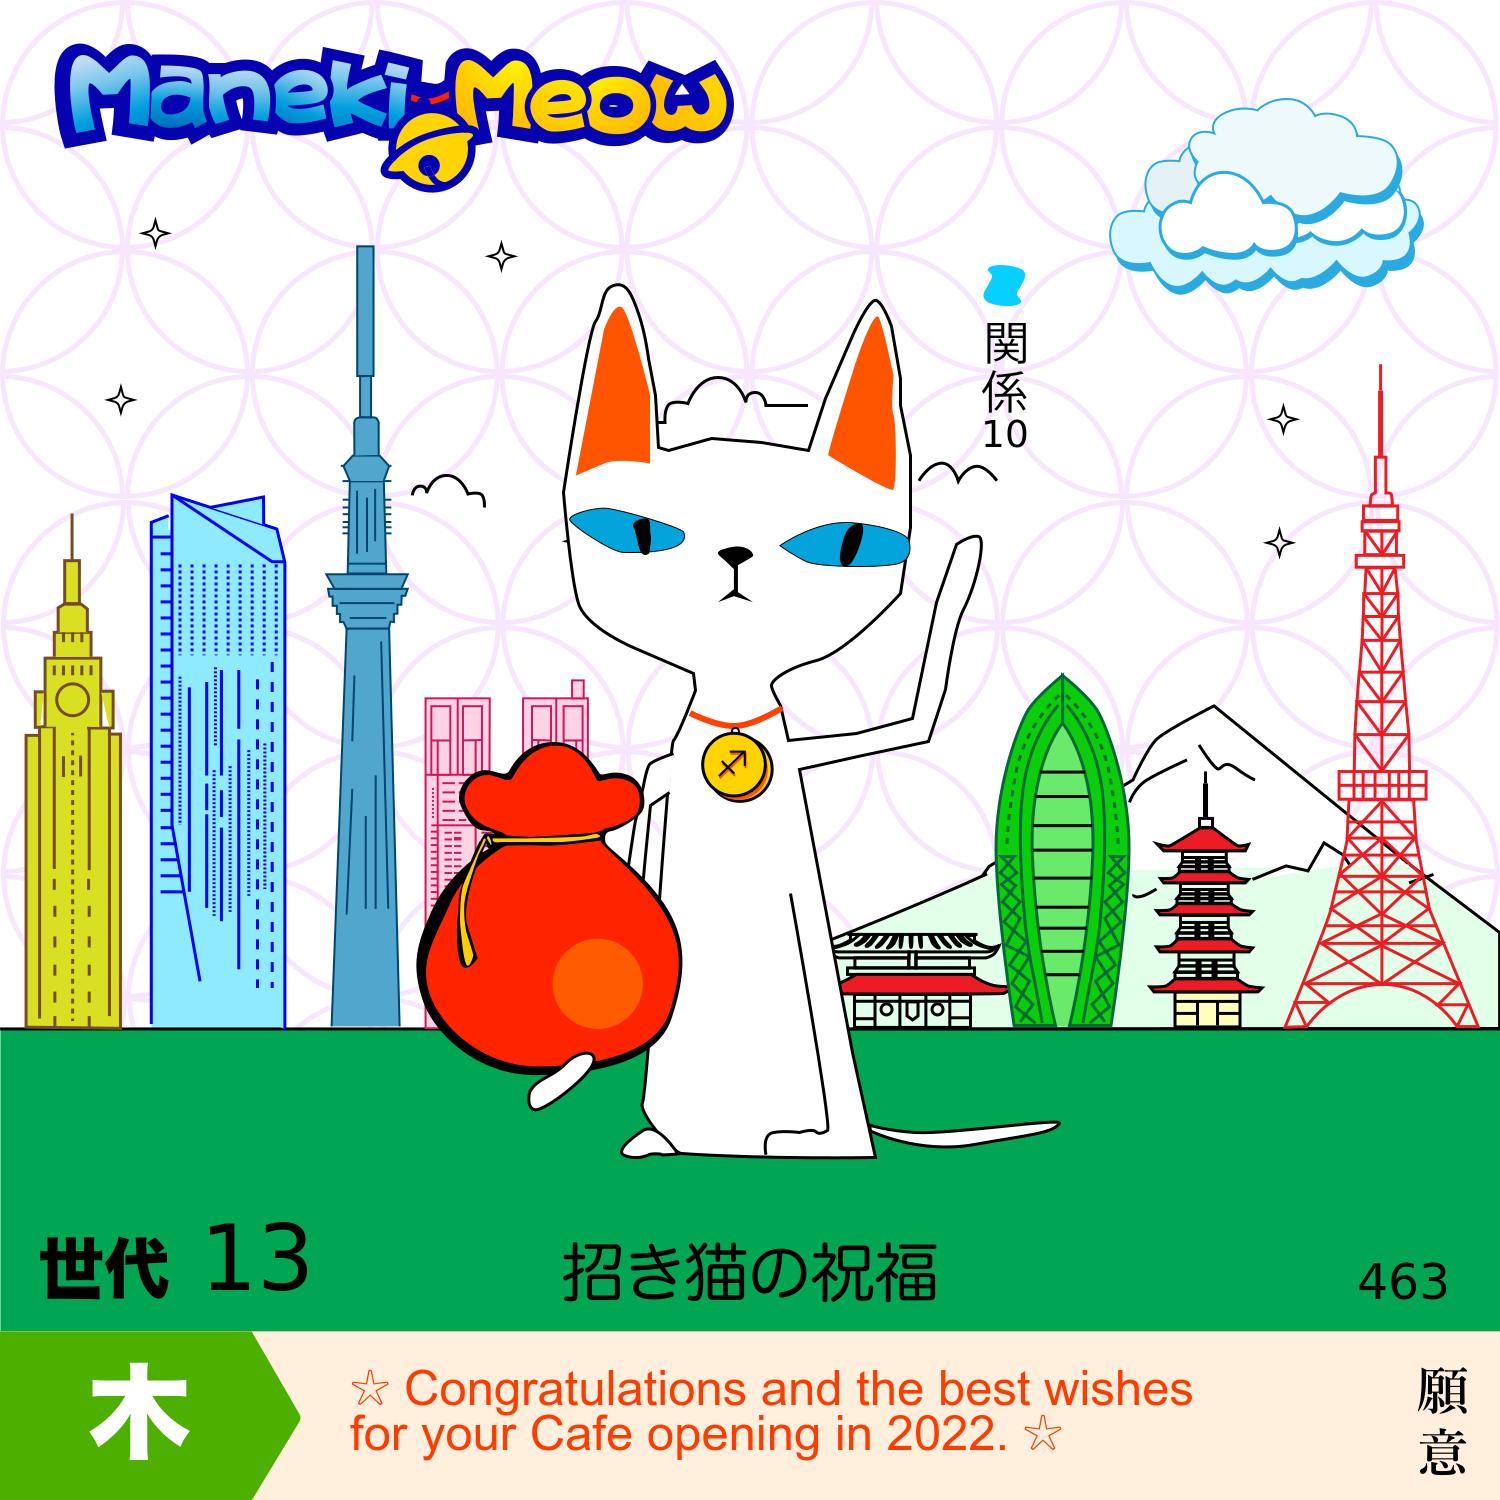 Maneki-Meow
関
係
10
世代 13
招き猫の祝福
463
木
☆ Congratulations and the best wishes
for your Cafe opening in 2022. ☆
願
意